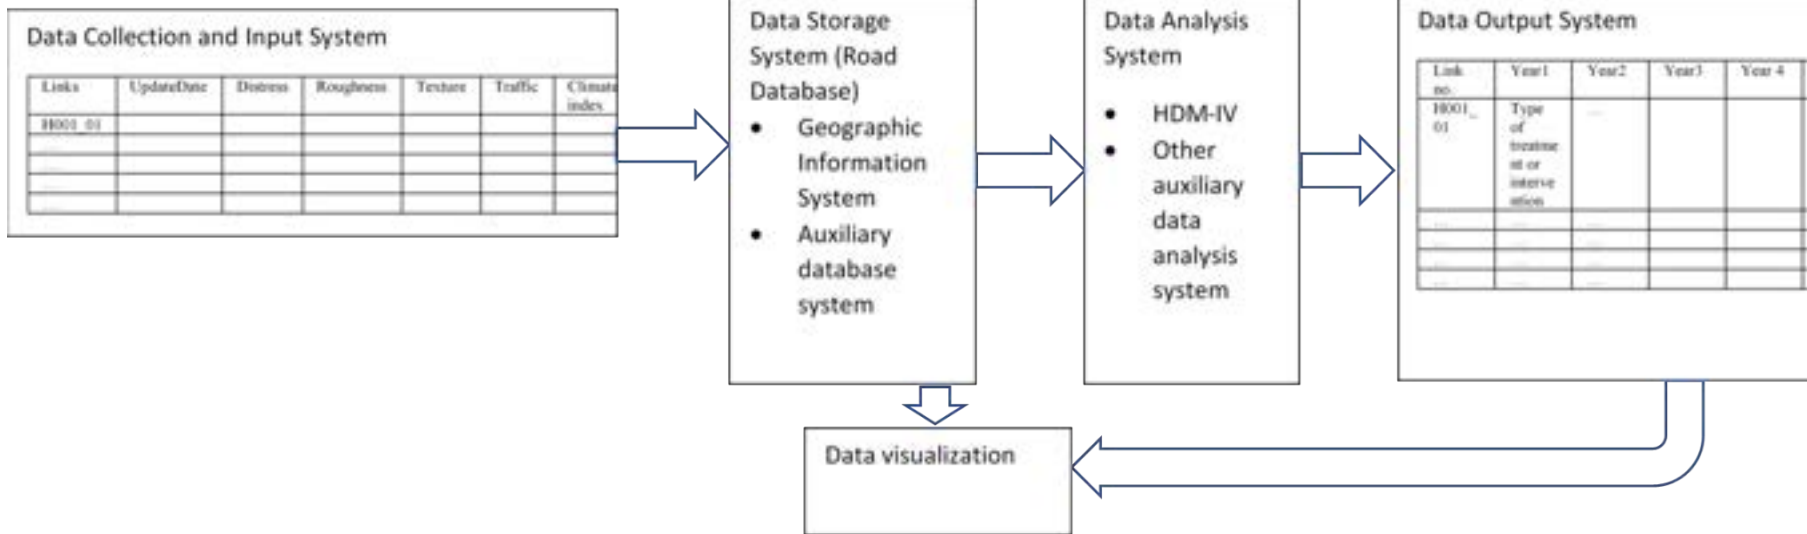 Data Collection and Input System
Links UpdateDate Distress Roughness Texture Traffic Climate
index
H001_01
....
....
....
Data Storage
System (Road
Database)
• Geographic
Information
System
• Auxiliary
database
system
Data Analysis
System
• HDM-IV
• Other
auxiliary
data
analysis
system
Data Output System
Link Year1 Year2 Year3 Year 4
no.
H001_ Type ....
01 of
treatme
nt or
interve
ntion
.... .... ....
.... .... ....
.... .... ....
.... .... ....
Data visualization